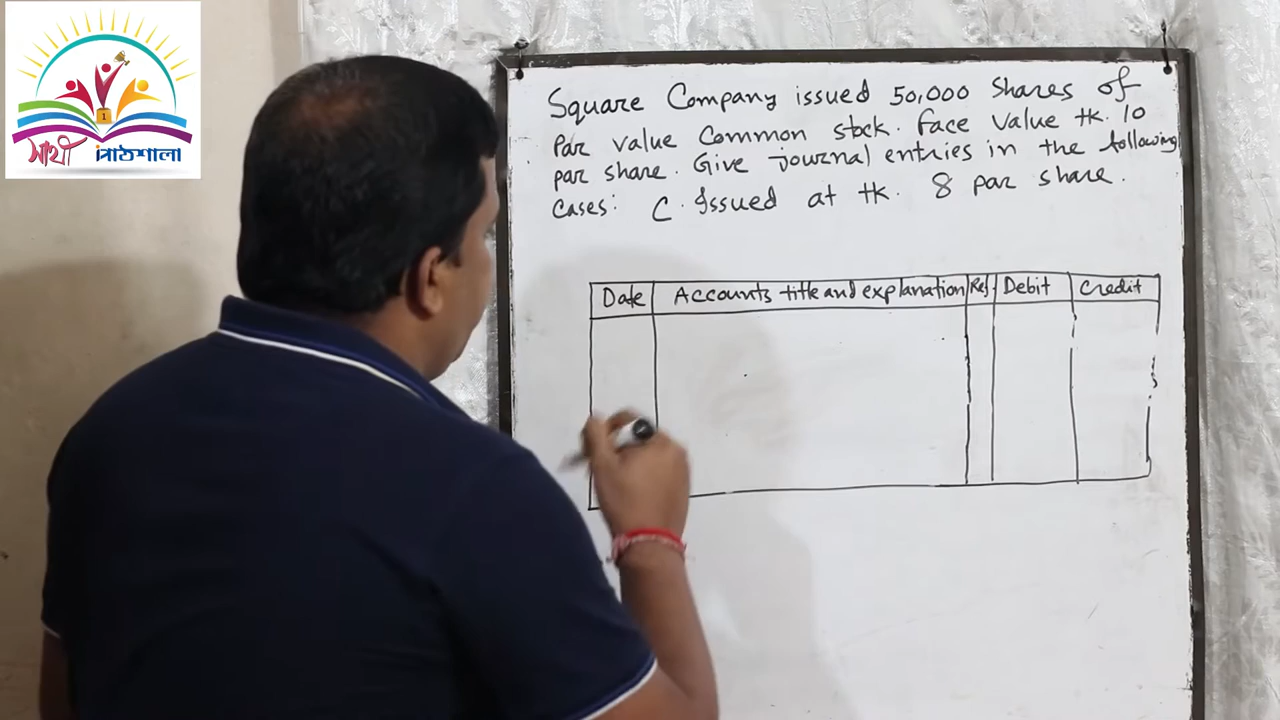 সাথী পাঠশালা
1
Square Company issued 50,000 Shares of
Par value Common stock. Face Value tk. 10
par share. Give journal entries in the following
Cases: C. Issued at tk. 8 par share.
Date Accounts title and explanation Ref. Debit Credit